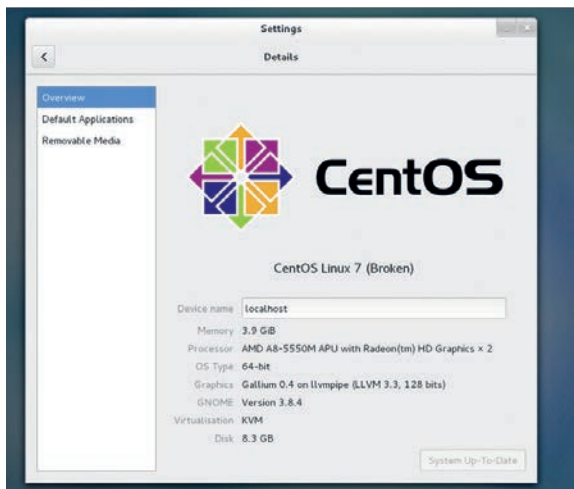 Settings
Details
Overview
Default Applications
Removable Media
CentOS
CentOS Linux 7 (Broken)
Device name localhost
Memory 3.9 GiB
Processor AMD A8-5550M APU with Radeon(tm) HD Graphics × 2
OS Type 64-bit
Graphics Gallium 0.4 on llvmpipe (LLVM 3.3, 128 bits)
GNOME Version 3.8.4
Virtualisation KVM
Disk 8.3 GB
System Up-To-Date